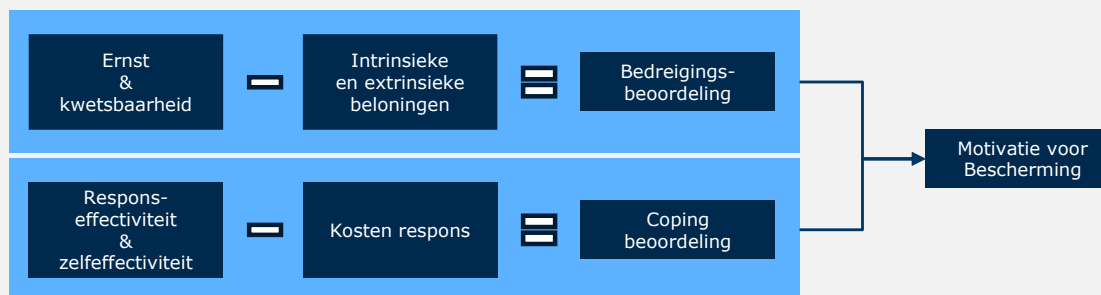 Ernst
&
kwetsbaarheid
Intrinsieke
en extrinsieke
beloningen
Bedreigings-
beoordeling
Respons-
effectiviteit
&
zelfeffectiviteit
Kosten respons
Coping
beoordeling
Motivatie voor
Bescherming